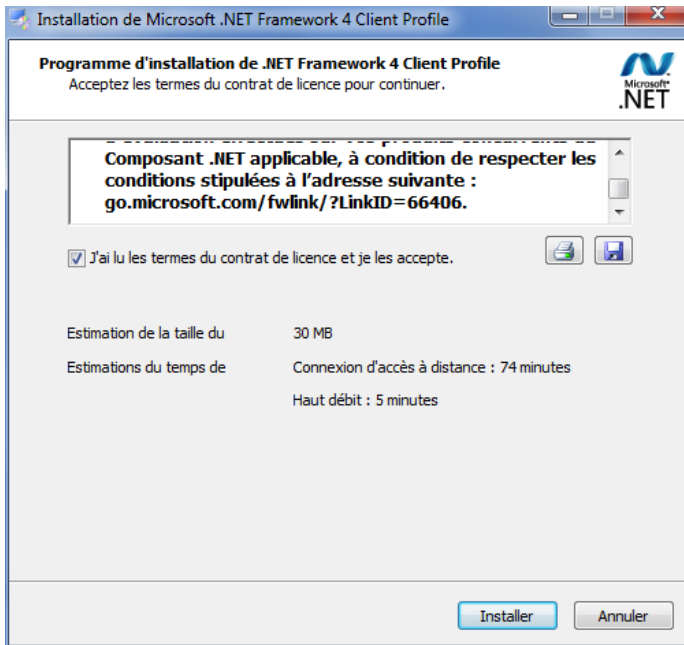 Installation de Microsoft .NET Framework 4 Client Profile
Programme d'installation de .NET Framework 4 Client Profile
Acceptez les termes du contrat de licence pour continuer.
Microsoft
.NET
Composant .NET applicable, à condition de respecter les
conditions stipulées à l'adresse suivante :
go.microsoft.com/fwlink/?LinkID=66406.
J'ai lu les termes du contrat de licence et je les accepte.
Estimation de la taille du 30 MB
Estimations du temps de Connexion d'accès à distance : 74 minutes
Haut débit : 5 minutes
Installer Annuler